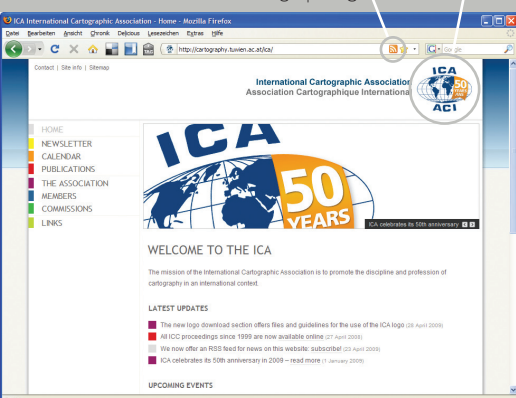 ICA International Cartographic Association - Home - Mozilla Firefox
Datei Bearbeiten Ansicht Chronik Delicious Lesezeichen Extras Hilfe
http://cartography.tuwien.ac.at/ica/
Google
Contact | Site info | Sitemap
International Cartographic Association
Association Cartographique Internationa
ICA
50
YEARS
ANS
ACI
HOME
NEWSLETTER
CALENDAR
PUBLICATIONS
THE ASSOCIATION
MEMBERS
COMMISSIONS
LINKS
ICA
50
YEARS
ICA celebrates its 50th anniversary
WELCOME TO THE ICA
The mission of the International Cartographic Association is to promote the discipline and profession of
cartography in an international context.
LATEST UPDATES
The new logo download section offers files and guidelines for the use of the ICA logo (28 April 2009)
All ICC proceedings since 1999 are now available online (27 April 2009)
We now offer an RSS feed for news on this website: subscribe! (23 April 2009)
ICA celebrates its 50th anniversary in 2009 – read more (1 January 2009)
UPCOMING EVENTS